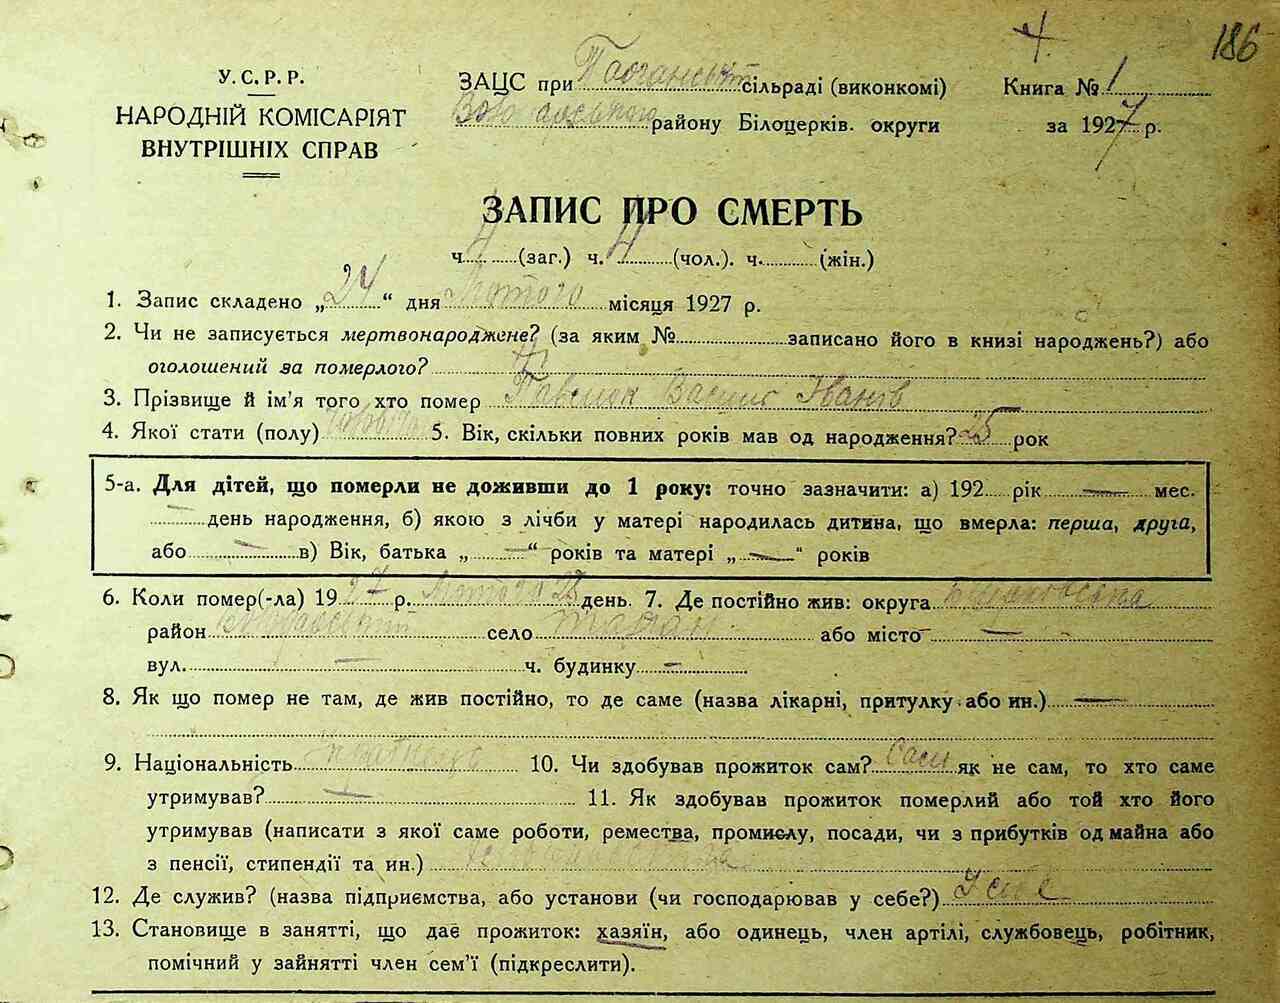 4. 186
У.С.Р.Р.
НАРОДНІЙ КОМІСАРІЯТ
ВНУТРІШНІХ СПРАВ
ЗАЦС при сільраді (виконкомі)
району Білоцерків. округи
Книга № 1
за 1927 р.
ЗАПИС ПРО СМЕРТЬ
ч. 4 (заг.) ч. 4 (чол.). ч. (жін.)
1. Запис складено „24“ дня Лютого місяця 1927 р.
2. Чи не записується мертвонароджене? (за яким № записано його в книзі народжень?) або
оголошений за померлого?
3. Прізвище й ім'я того хто помер Василь Іванів
4. Якої стати (полу) 5. Вік, скільки повних років мав од народження? 25 рок
5-а. Для дітей, що померли не доживши до 1 року: точно зазначити: а) 192 рік — мес.
— день народження, б) якою з лічби у матері народилась дитина, що вмерла: перша, друга,
або — в) Вік, батька „—“ років та матері „—“ років
6. Коли помер(-ла) 1927 р. Лютого день. 7. Де постійно жив: округа
район село або місто —
вул. — ч. будинку —
8. Як що помер не там, де жив постійно, то де саме (назва лікарні, притулку або ин.) —
9. Національність 10. Чи здобував прожиток сам? Сам як не сам, то хто саме
утримував? — 11. Як здобував прожиток померлий або той хто його
утримував (написати з якої саме роботи, ремества, промислу, посади, чи з прибутків од майна або
з пенсії, стипендії та ин.)
12. Де служив? (назва підприємства, або установи (чи господарював у себе?)
13. Становище в занятті, що дає прожиток: хазяїн, або одинець, член артілі, службовець, робітник,
помічний у зайнятті член сем'ї (підкреслити).